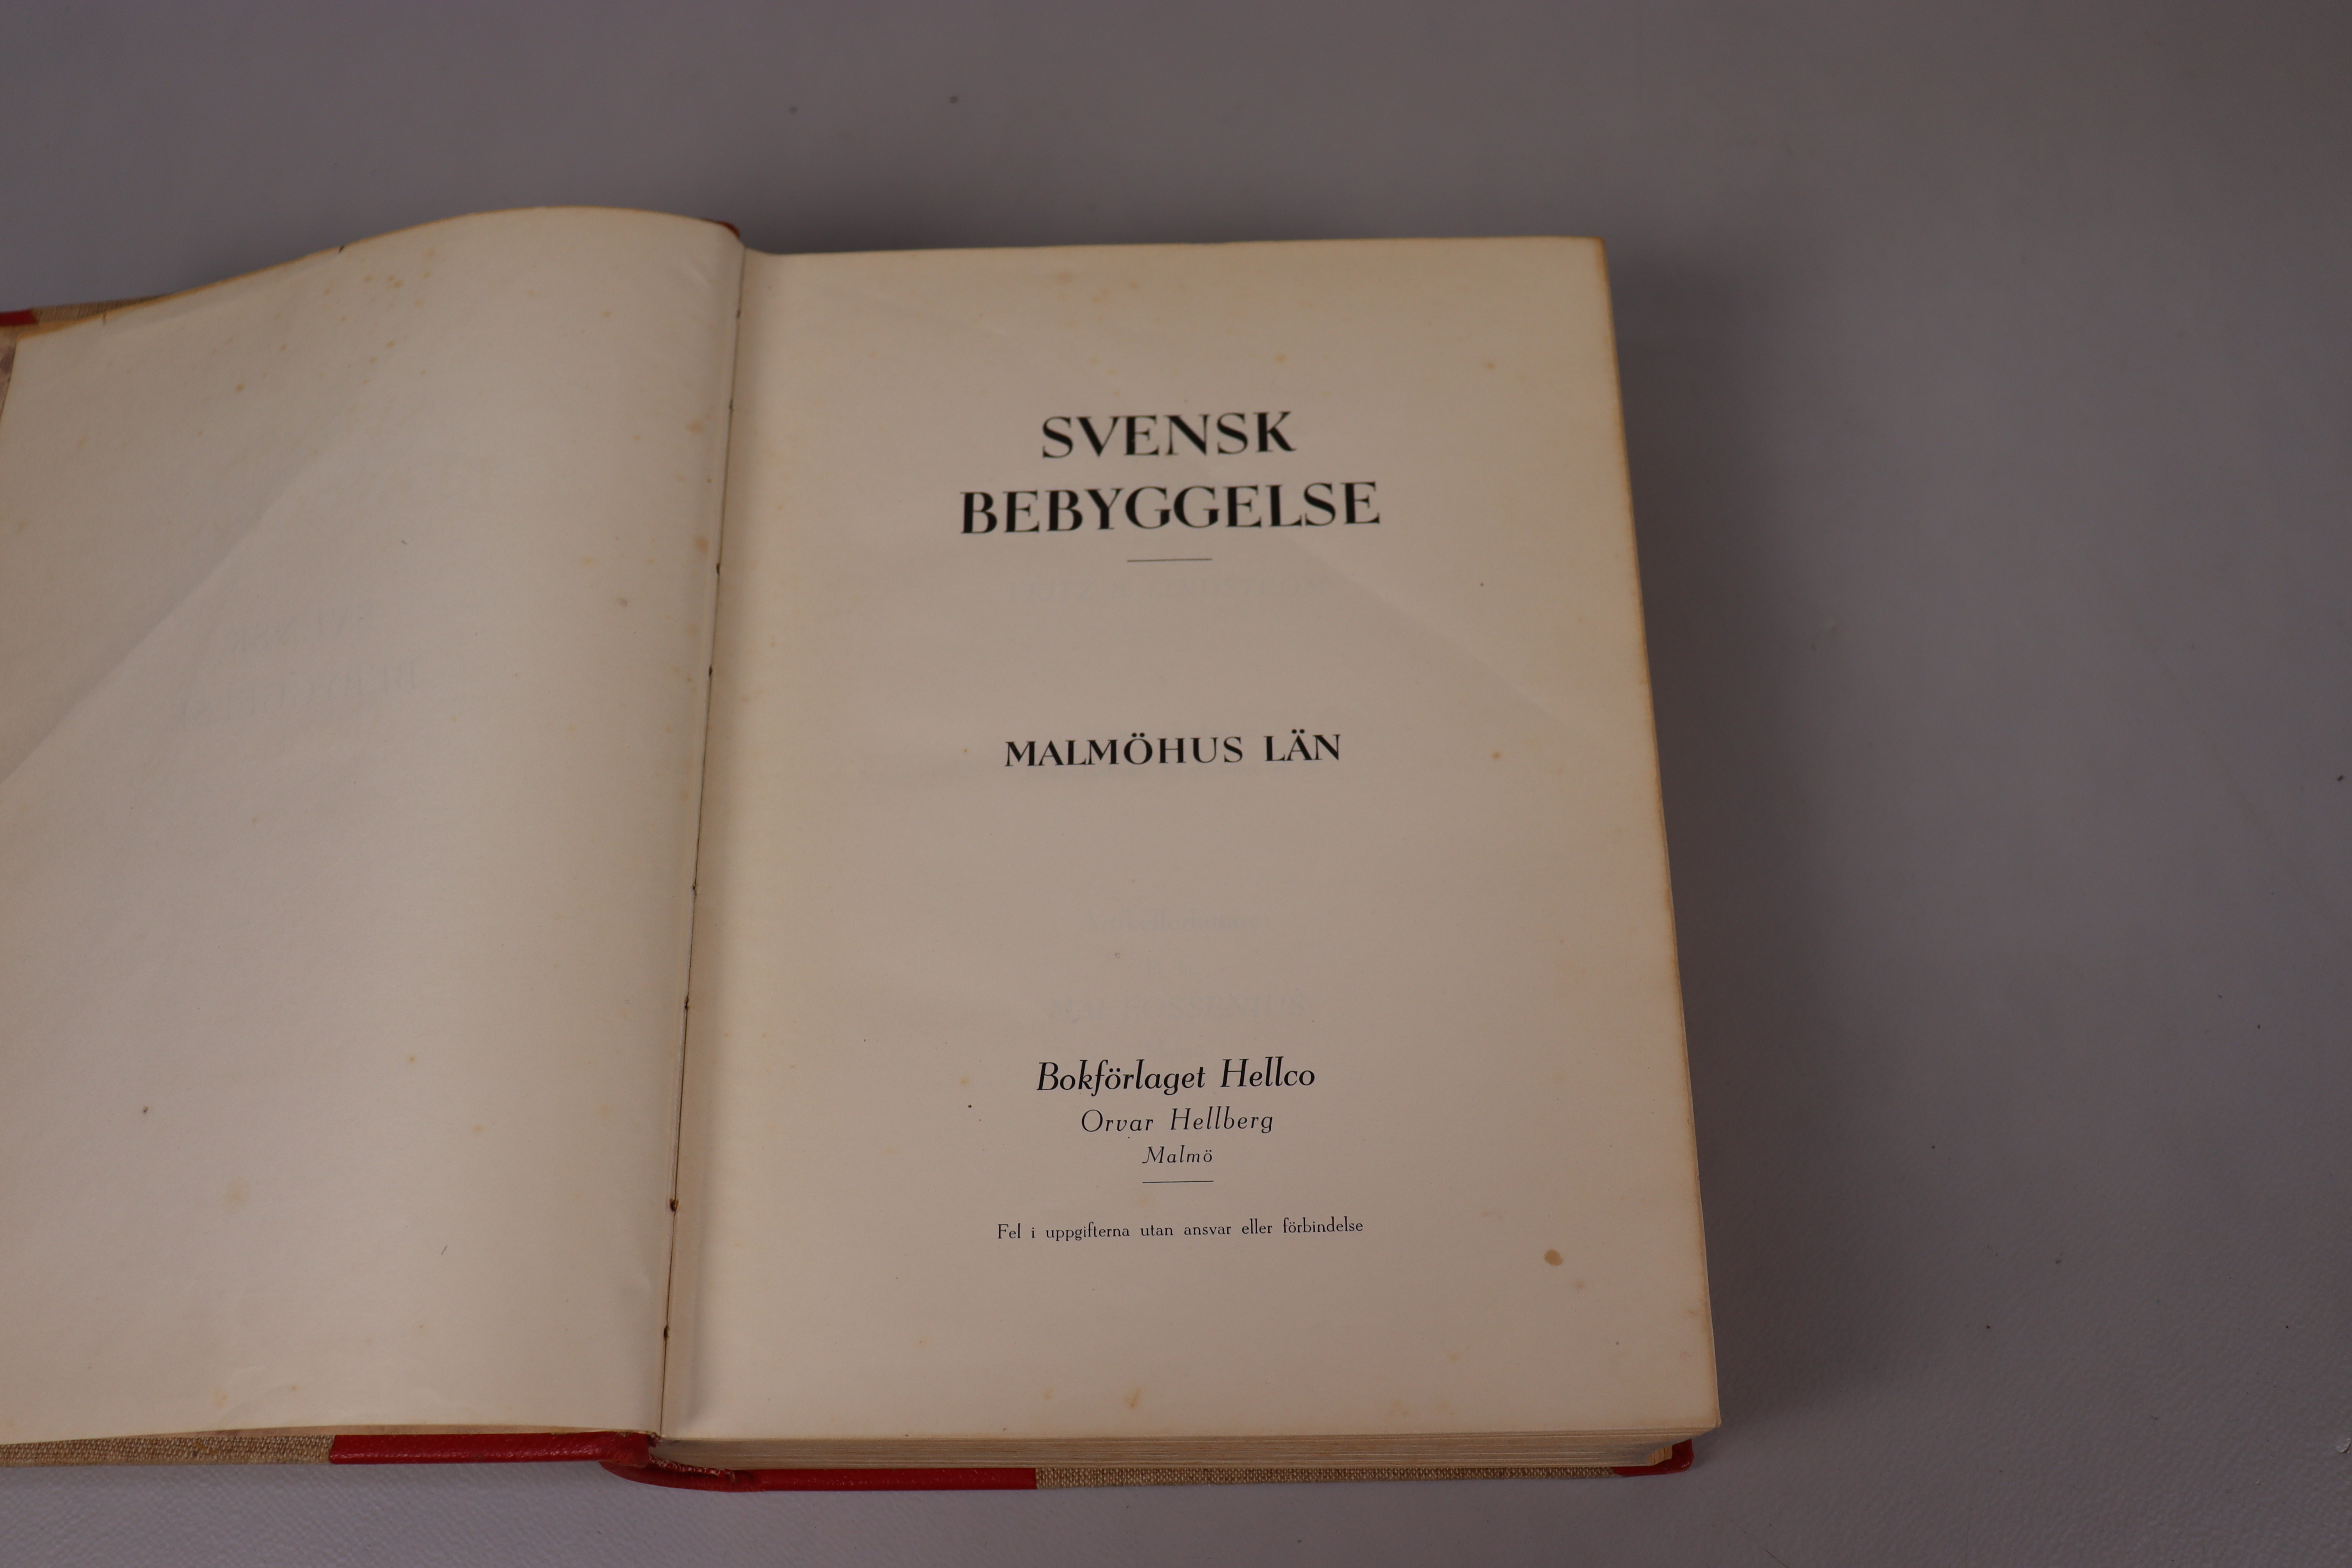 SVENSK
BEBYGGELSE
MALMÖHUS LÄN
Bokförlaget Hellco
Orvar Hellberg
Malmö
Fel i uppgifterna utan ansvar eller förbindelse